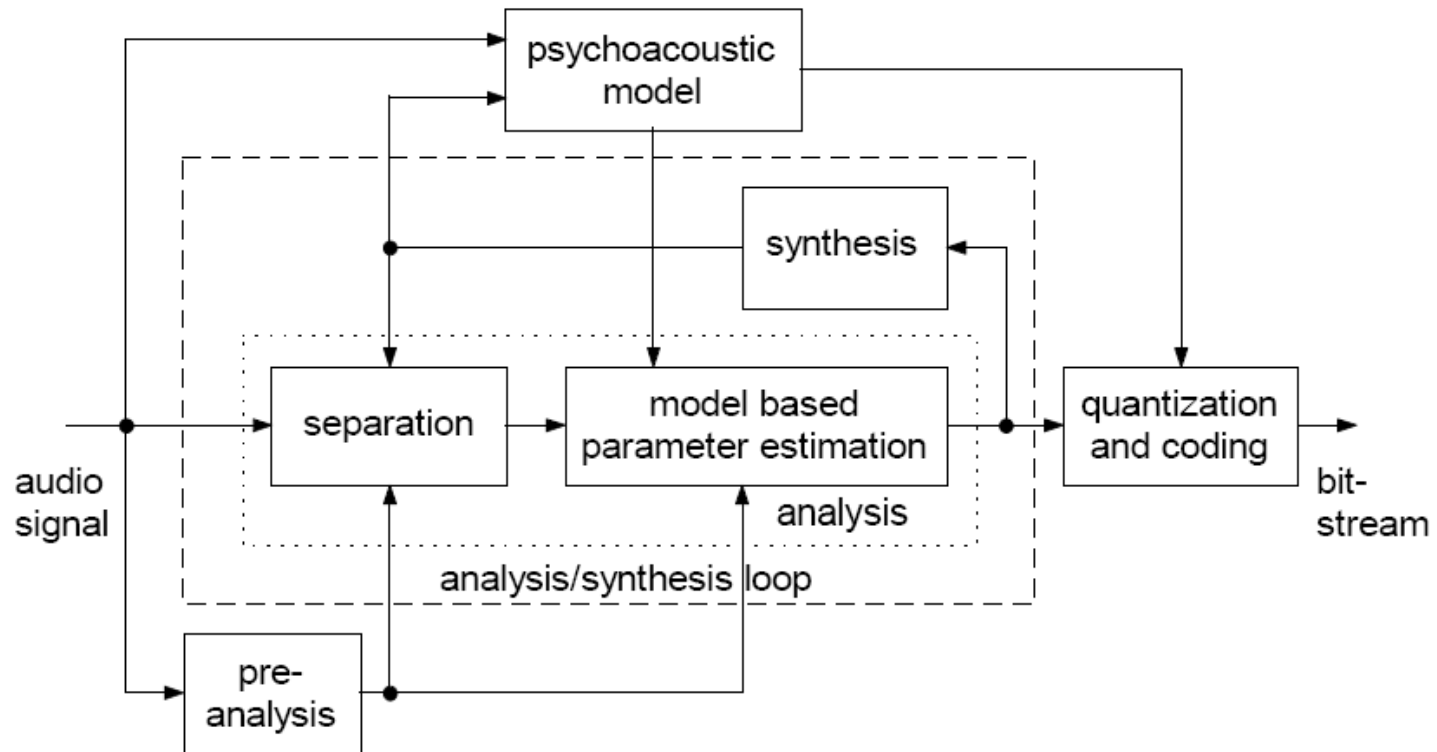 psychoacoustic
model
synthesis
separation
model based
parameter estimation
quantization
and coding
audio
signal
analysis
bit-
stream
analysis/synthesis loop
pre-
analysis